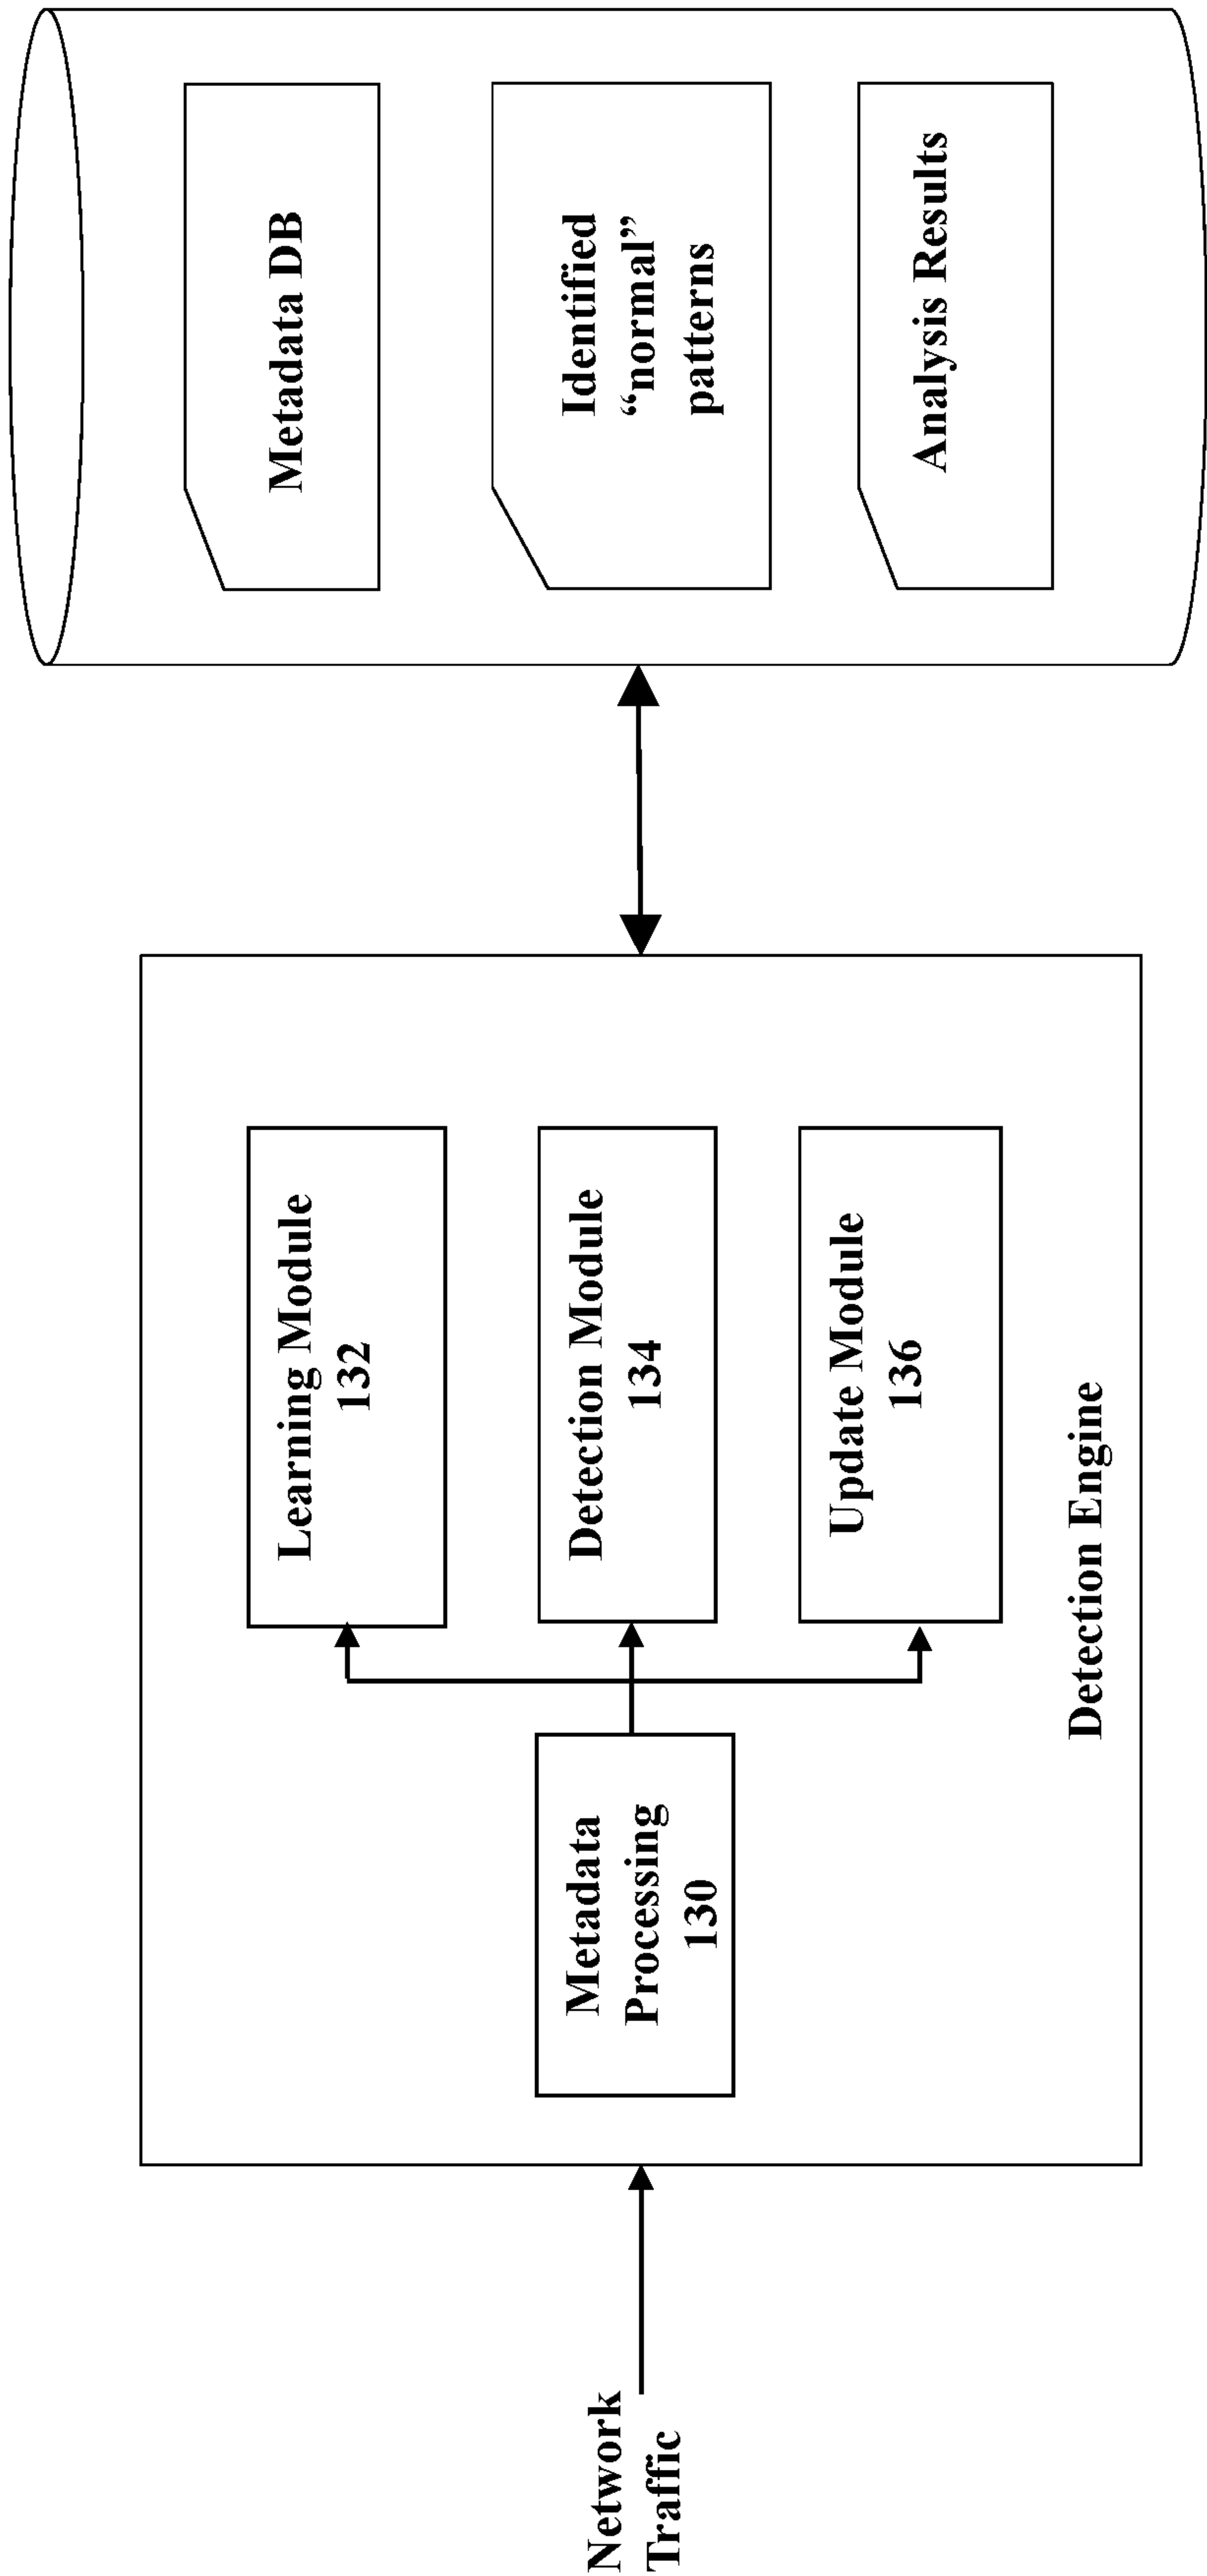 Network
Traffic
Metadata
Processing
130
Learning Module
132
Detection Module
134
Update Module
136
Detection Engine
Metadata DB
Identified
“normal”
patterns
Analysis Results